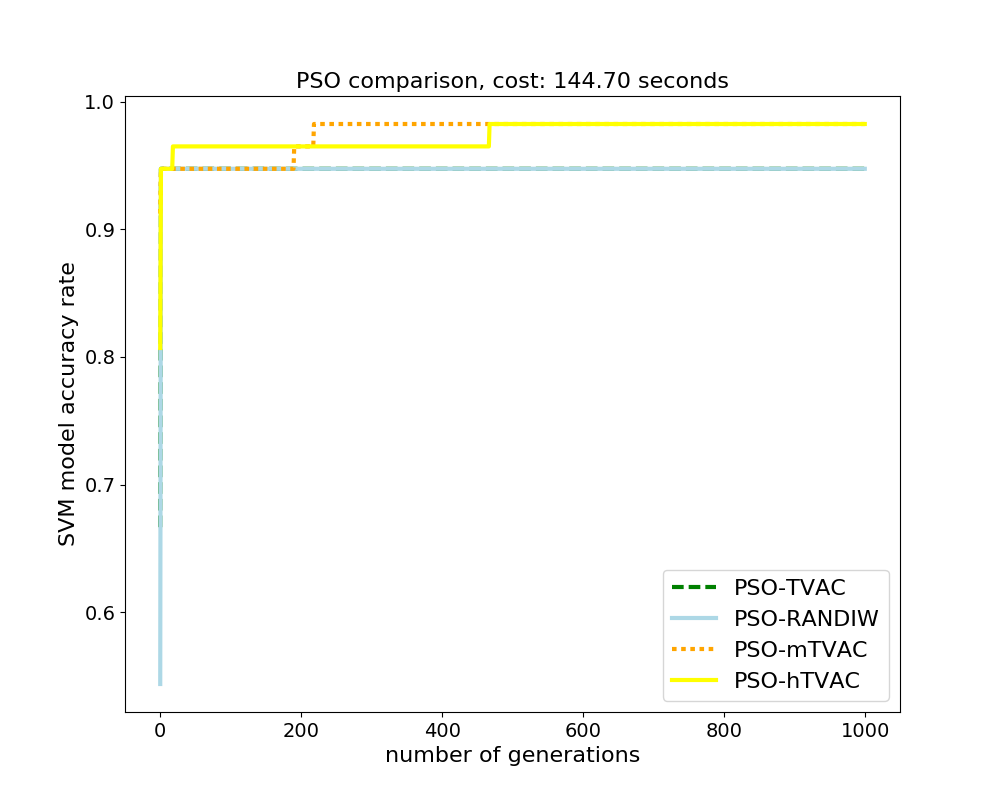 PSO comparison, cost: 144.70 seconds
1.0
0.9
0.8
0.7
0.6
SVM model accuracy rate
0 200 400 600 800 1000
number of generations
PSO-TVAC
PSO-RANDIW
PSO-mTVAC
PSO-hTVAC